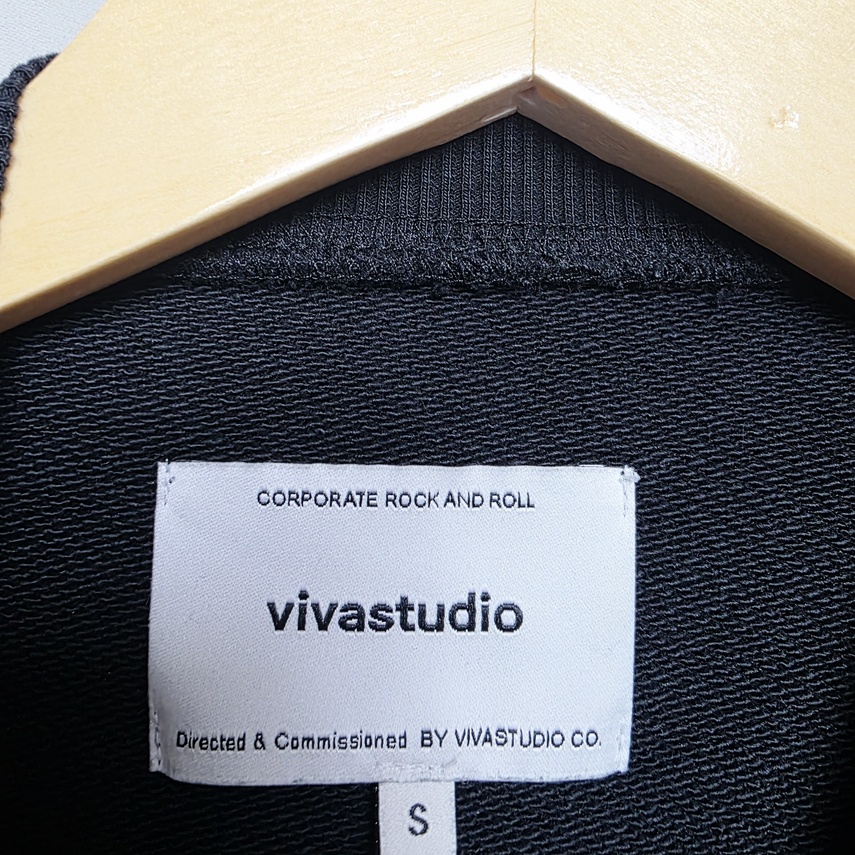 CORPORATE ROCK AND ROLL
vivastudio
Directed & Commissioned BY VIVASTUDIO CO.
S